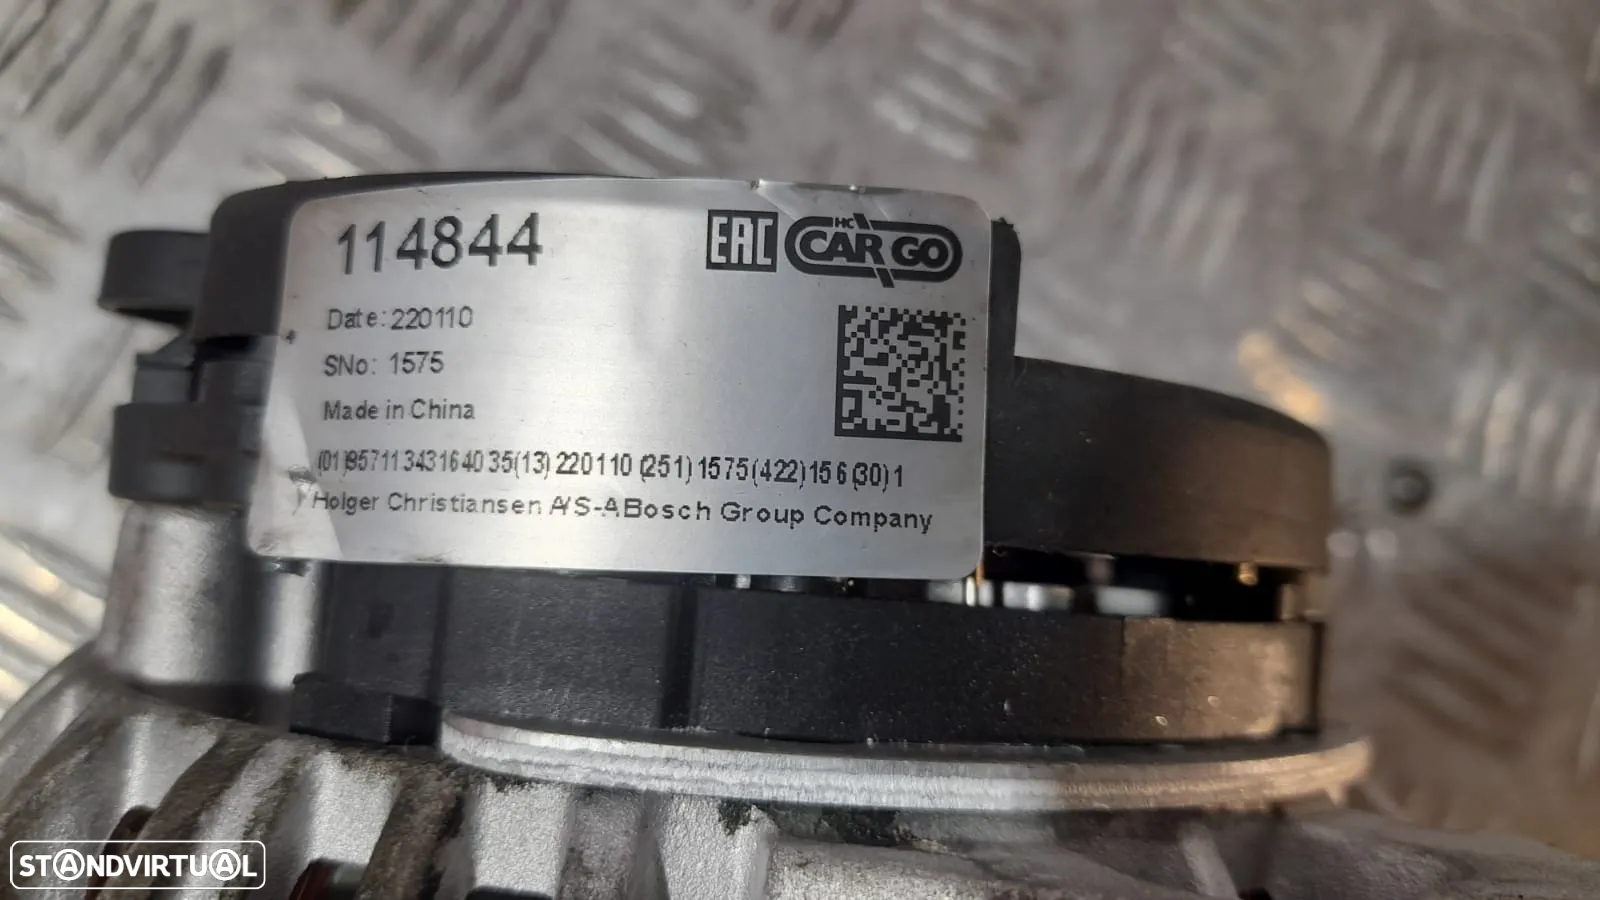 114844
EAC
HC
CARGO
Date: 220110
SNo: 1575
Made in China
(01)95711343164035(13)220110(251)1575(422)156(30)1
Holger Christiansen A/S-A Bosch Group Company
STANDVIRTUAL